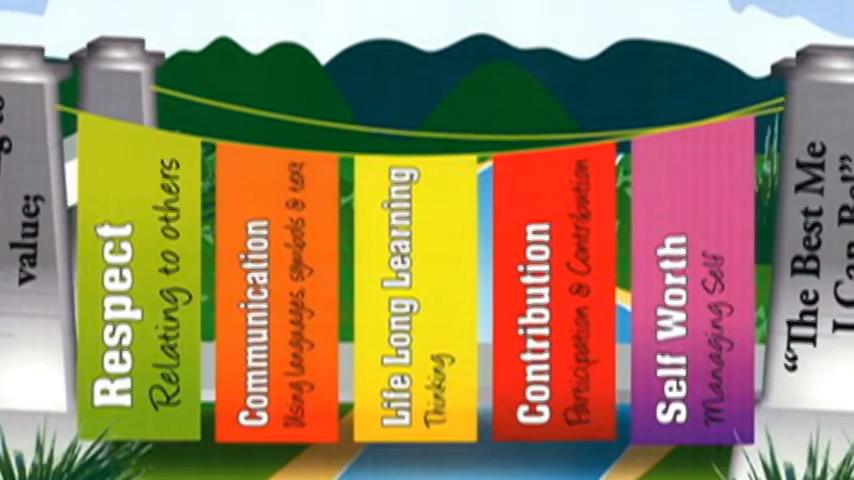 value;
Respect
Relating to others
Communication
Using languages symbols & text
Life Long Learning
Thinking
Contribution
Participation & Contribution
Self Worth
Managing Self
"The Best Me
I Can Be!"